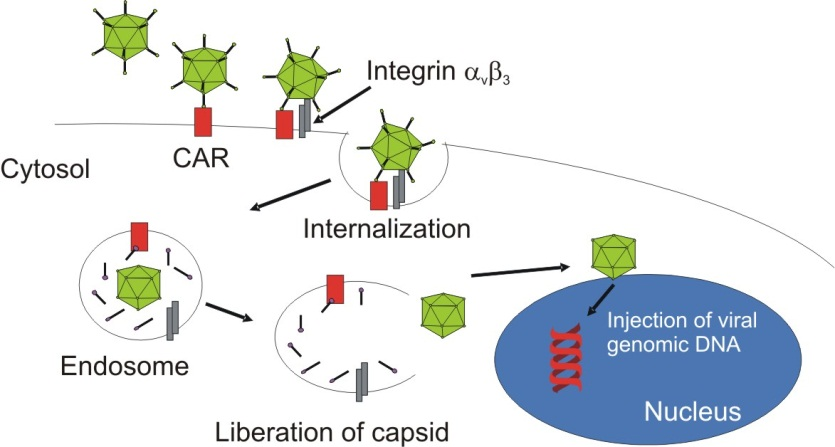 Integrin αvβ3
CAR
Cytosol
Internalization
Endosome
Liberation of capsid
Injection of viral
genomic DNA
Nucleus